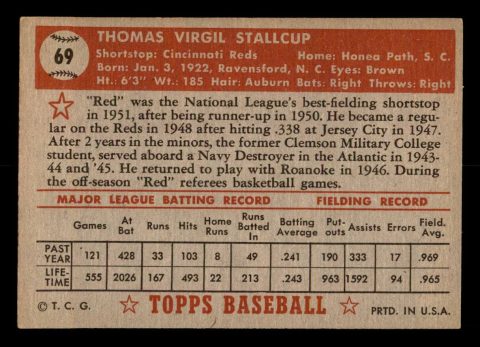 69
THOMAS VIRGIL STALLCUP
Shortstop: Cincinnati Reds Home: Honea Path, S. C.
Born: Jan. 3, 1922, Ravensford, N. C. Eyes: Brown
Ht.: 6'3" Wt.: 185 Hair: Auburn Bats: Right Throws: Right
"Red" was the National League's best-fielding shortstop
in 1951, after being runner-up in 1950. He became a regu-
lar on the Reds in 1948 after hitting .338 at Jersey City in 1947.
After 2 years in the minors, the former Clemson Military College
student, served aboard a Navy Destroyer in the Atlantic in 1943-
44 and '45. He returned to play with Roanoke in 1946. During
the off-season "Red" referees basketball games.
MAJOR LEAGUE BATTING RECORD FIELDING RECORD
Games At Bat Runs Hits Home Runs Runs Batted In Batting Average Put-outs Assists Errors Field. Avg.
PAST YEAR 121 428 33 103 8 49 .241 190 333 17 .969
LIFE-TIME 555 2026 167 493 22 213 .243 963 1592 94 .965
© T. C. G. TOPPS BASEBALL PRTD. IN U.S.A.